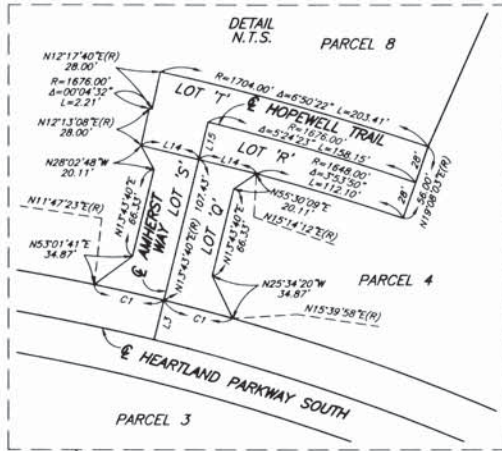 DETAIL
N.T.S.
PARCEL 8
N12°17'40"E(R)
28.00'
R=1676.00'
Δ=00°04'32"
L=2.21'
N12°13'08"E(R)
28.00'
N28°02'48"W
20.11'
N11°47'23"E(R)
N53°01'41"E
34.87'
R=1704.00' Δ=6°50'22" L=203.41'
LOT 'T'
℄ HOPEWELL TRAIL
R=1676.00'
Δ=5°24'23" L=158.15'
LOT 'R'
R=1648.00'
Δ=3°53'50"
L=112.10'
28'
28'
56.00'
N19°08'03"E(R)
L14
L15
L14
N13°43'40"E
66.33'
℄ AMHERST
WAY LOT 'S'
107.43'
N13°43'40"E(R)
LOT 'Q'
N55°30'09"E
20.11'
N15°14'12"E(R)
N13°43'40"E
66.33'
PARCEL 4
N25°34'20"W
34.87'
N15°39'58"E(R)
C1
C1
L3
℄ HEARTLAND PARKWAY SOUTH
PARCEL 3